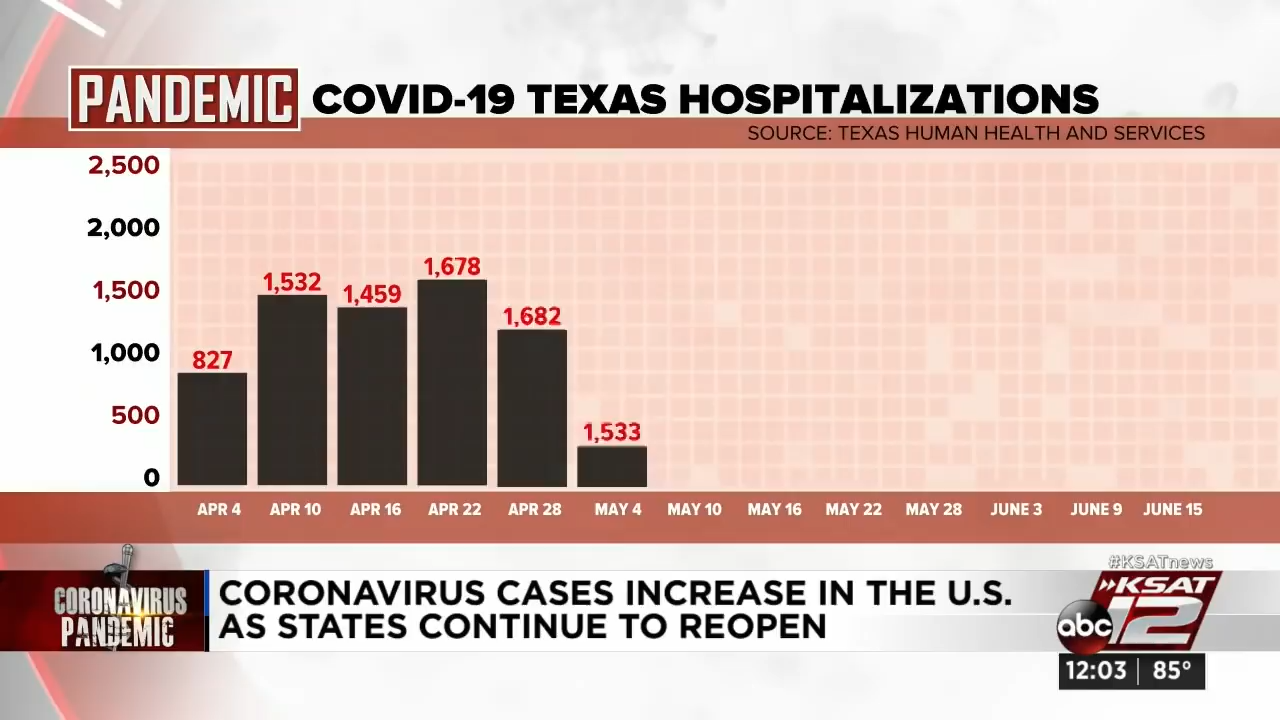 PANDEMIC COVID-19 TEXAS HOSPITALIZATIONS
SOURCE: TEXAS HUMAN HEALTH AND SERVICES
2,500
2,000
1,500
1,000
500
0
827
1,532
1,459
1,678
1,682
1,533
APR 4 APR 10 APR 16 APR 22 APR 28 MAY 4 MAY 10 MAY 16 MAY 22 MAY 28 JUNE 3 JUNE 9 JUNE 15
#KSATnews
CORONAVIRUS
PANDEMIC
CORONAVIRUS CASES INCREASE IN THE U.S.
AS STATES CONTINUE TO REOPEN
KSAT
abc 12
12:03 85°